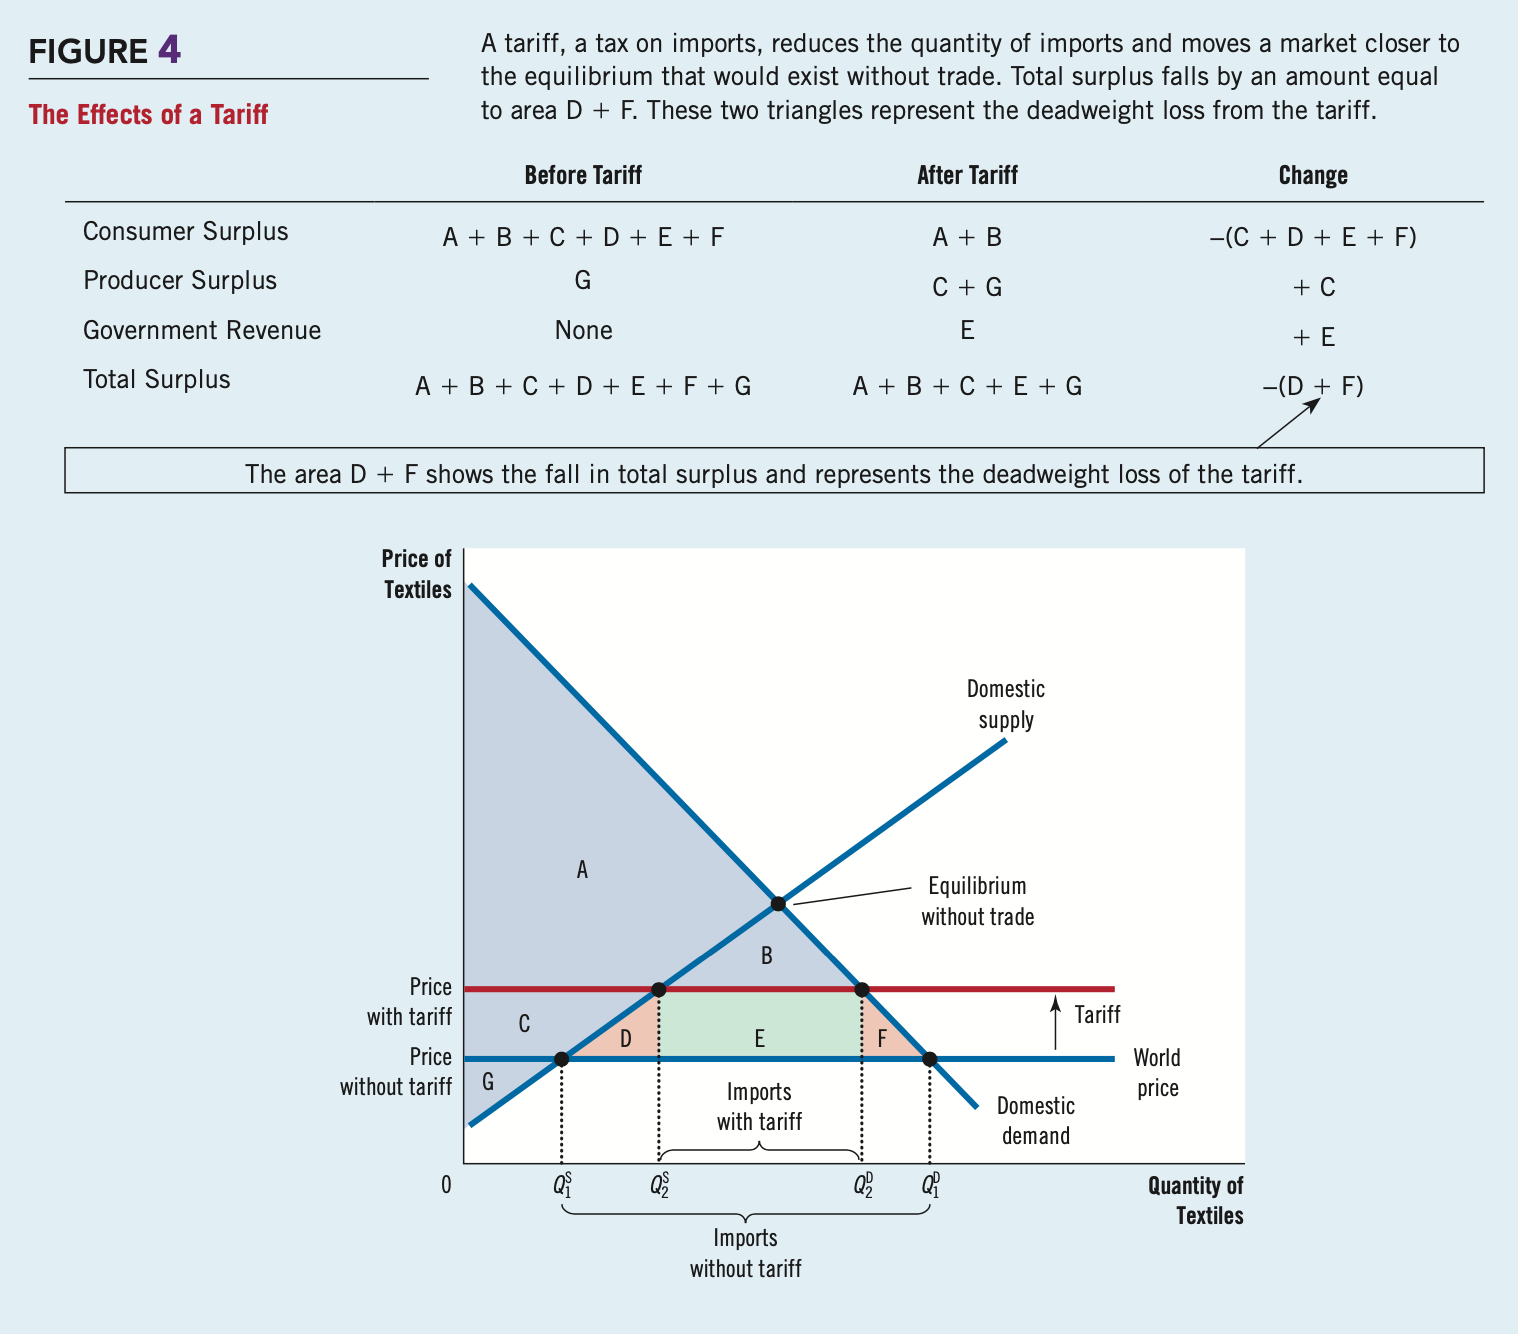 FIGURE 4
The Effects of a Tariff
A tariff, a tax on imports, reduces the quantity of imports and moves a market closer to
the equilibrium that would exist without trade. Total surplus falls by an amount equal
to area D + F. These two triangles represent the deadweight loss from the tariff.
Before Tariff After Tariff Change
Consumer Surplus A + B + C + D + E + F A + B –(C + D + E + F)
Producer Surplus G C + G + C
Government Revenue None E + E
Total Surplus A + B + C + D + E + F + G A + B + C + E + G –(D + F)
The area D + F shows the fall in total surplus and represents the deadweight loss of the tariff.
Price of
Textiles
Domestic
supply
A
Equilibrium
without trade
B
Price
with tariff
C
D
E
F
Tariff
Price
without tariff
G
World
price
Imports
with tariff
Domestic
demand
0
Q₁ˢ
Q₂ˢ
Q₂ᴰ
Q₁ᴰ
Quantity of
Textiles
Imports
without tariff